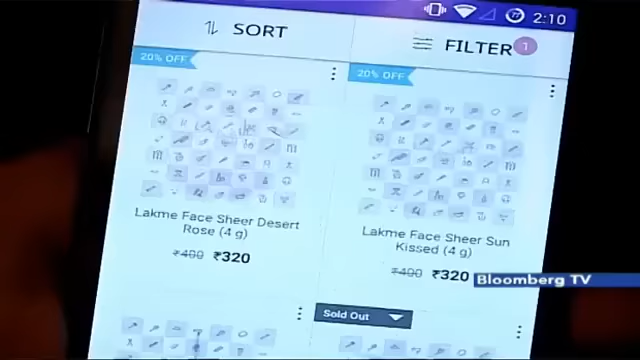 2:10
SORT
FILTER 1
20% OFF
20% OFF
Lakme Face Sheer Desert
Rose (4 g)
₹400 ₹320
Lakme Face Sheer Sun
Kissed (4 g)
₹400 ₹320
Bloomberg TV
Sold Out